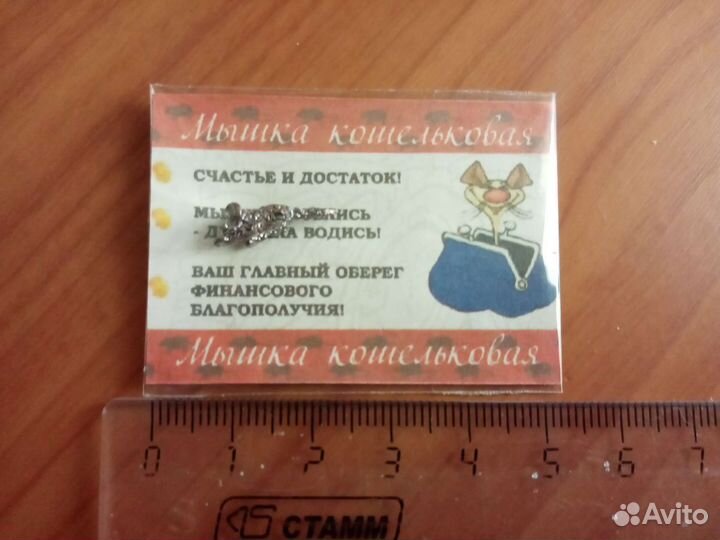 Мышка кошельковая
СЧАСТЬЕ И ДОСТАТОК!
ВОДИСЬ!
ВАШ ГЛАВНЫЙ ОБЕРЕГ
ФИНАНСОВОГО
БЛАГОПОЛУЧИЯ!
Мышка кошельковая
0 1 2 3 4 5 6 7
СТАММ
Avito